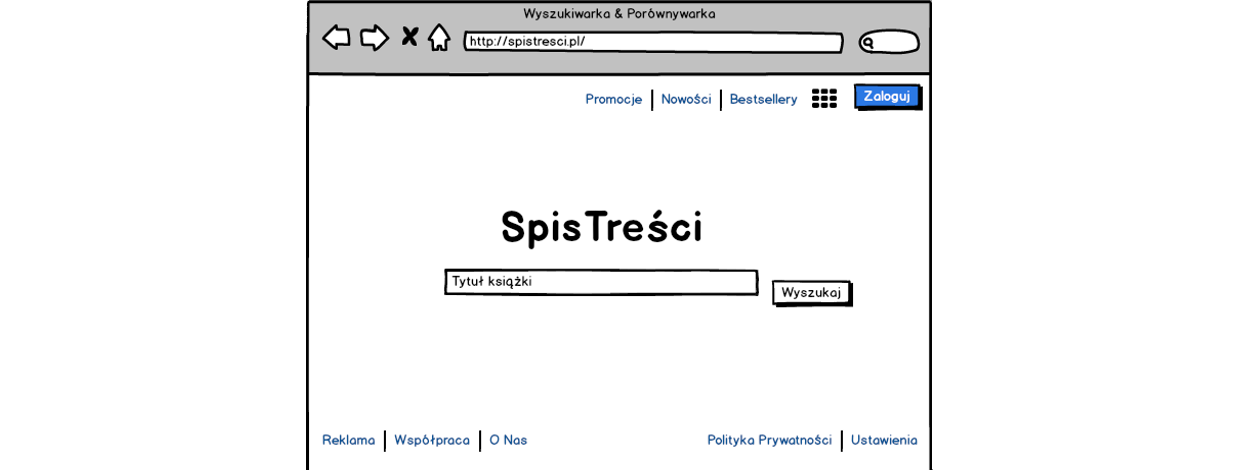 Wyszukiwarka & Porównywarka
http://spistresci.pl/
Promocje Nowości Bestsellery Zaloguj
SpisTreści
Tytuł książki
Wyszukaj
Reklama Współpraca O Nas Polityka Prywatności Ustawienia